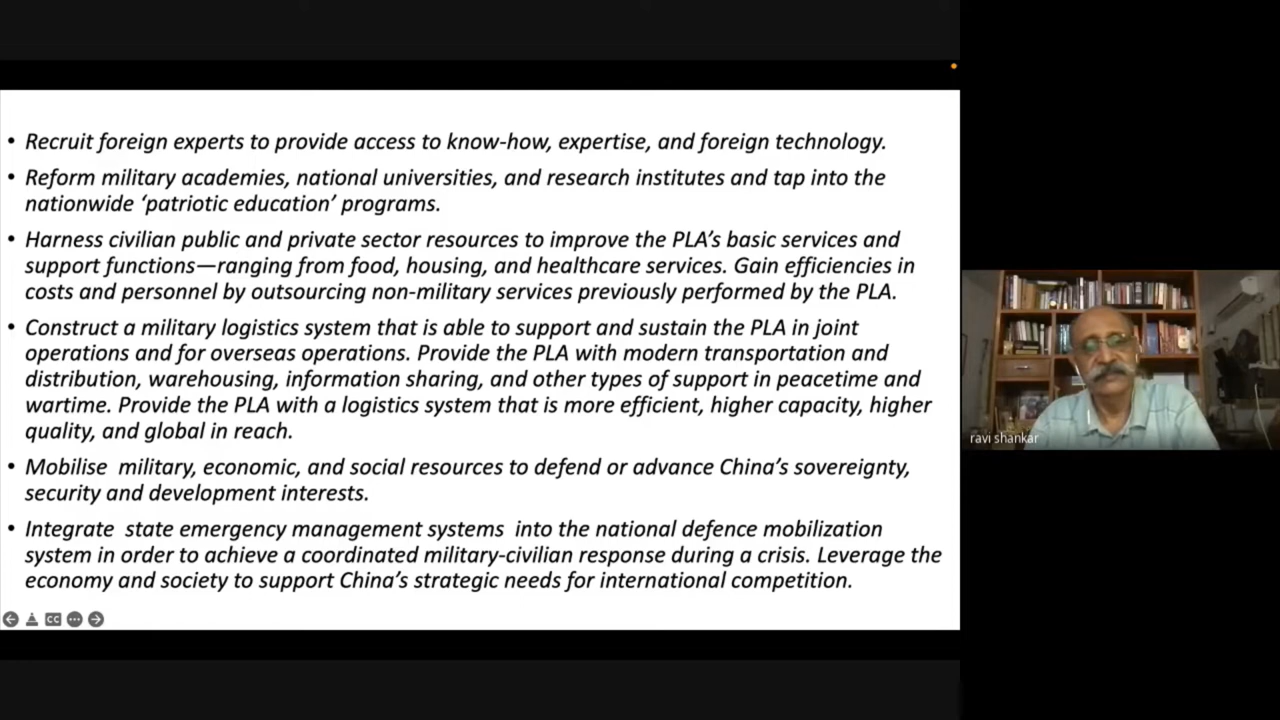 • Recruit foreign experts to provide access to know-how, expertise, and foreign technology.
• Reform military academies, national universities, and research institutes and tap into the
nationwide ‘patriotic education’ programs.
• Harness civilian public and private sector resources to improve the PLA’s basic services and
support functions—ranging from food, housing, and healthcare services. Gain efficiencies in
costs and personnel by outsourcing non-military services previously performed by the PLA.
• Construct a military logistics system that is able to support and sustain the PLA in joint
operations and for overseas operations. Provide the PLA with modern transportation and
distribution, warehousing, information sharing, and other types of support in peacetime and
wartime. Provide the PLA with a logistics system that is more efficient, higher capacity, higher
quality, and global in reach.
• Mobilise  military, economic, and social resources to defend or advance China’s sovereignty,
security and development interests.
• Integrate  state emergency management systems  into the national defence mobilization
system in order to achieve a coordinated military-civilian response during a crisis. Leverage the
economy and society to support China’s strategic needs for international competition.
CC
ravi shankar